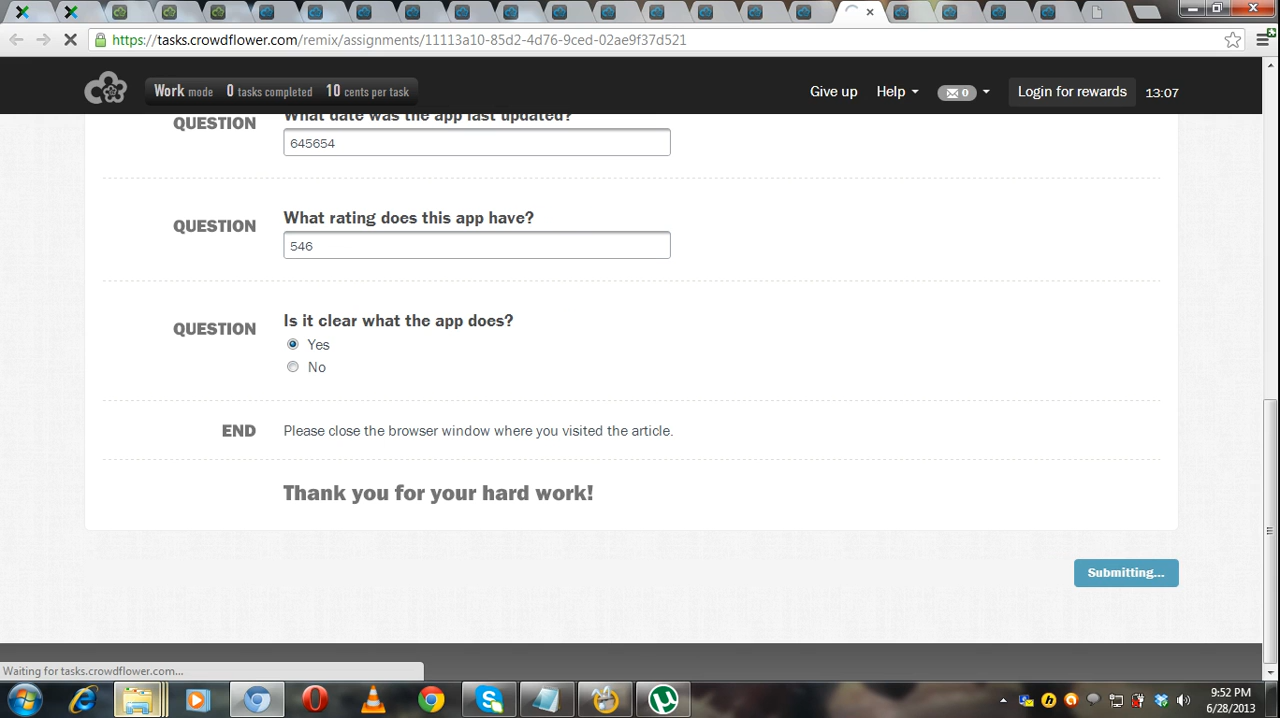 https://tasks.crowdflower.com/remix/assignments/11113a10-85d2-4d76-9ced-02ae9f37d521
Work mode 0 tasks completed 10 cents per task
Give up Help 0 Login for rewards 13:07
QUESTION What date was the app last updated?
645654
QUESTION What rating does this app have?
546
QUESTION Is it clear what the app does?
Yes
No
END Please close the browser window where you visited the article.
Thank you for your hard work!
Submitting...
Waiting for tasks.crowdflower.com...
9:52 PM
6/28/2013